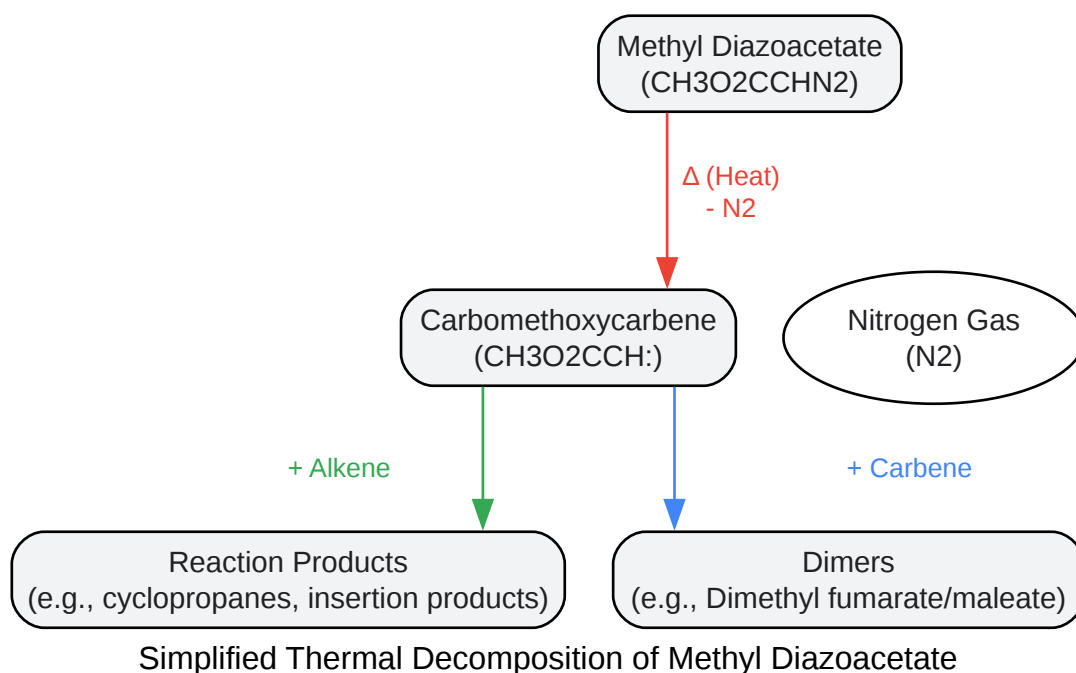 Methyl Diazoacetate
(CH3O2CCHN2)
Δ (Heat)
- N2
Carbomethoxycarbene
(CH3O2CCH:)
Nitrogen Gas
(N2)
+ Alkene
+ Carbene
Reaction Products
(e.g., cyclopropanes, insertion products)
Dimers
(e.g., Dimethyl fumarate/maleate)
Simplified Thermal Decomposition of Methyl Diazoacetate